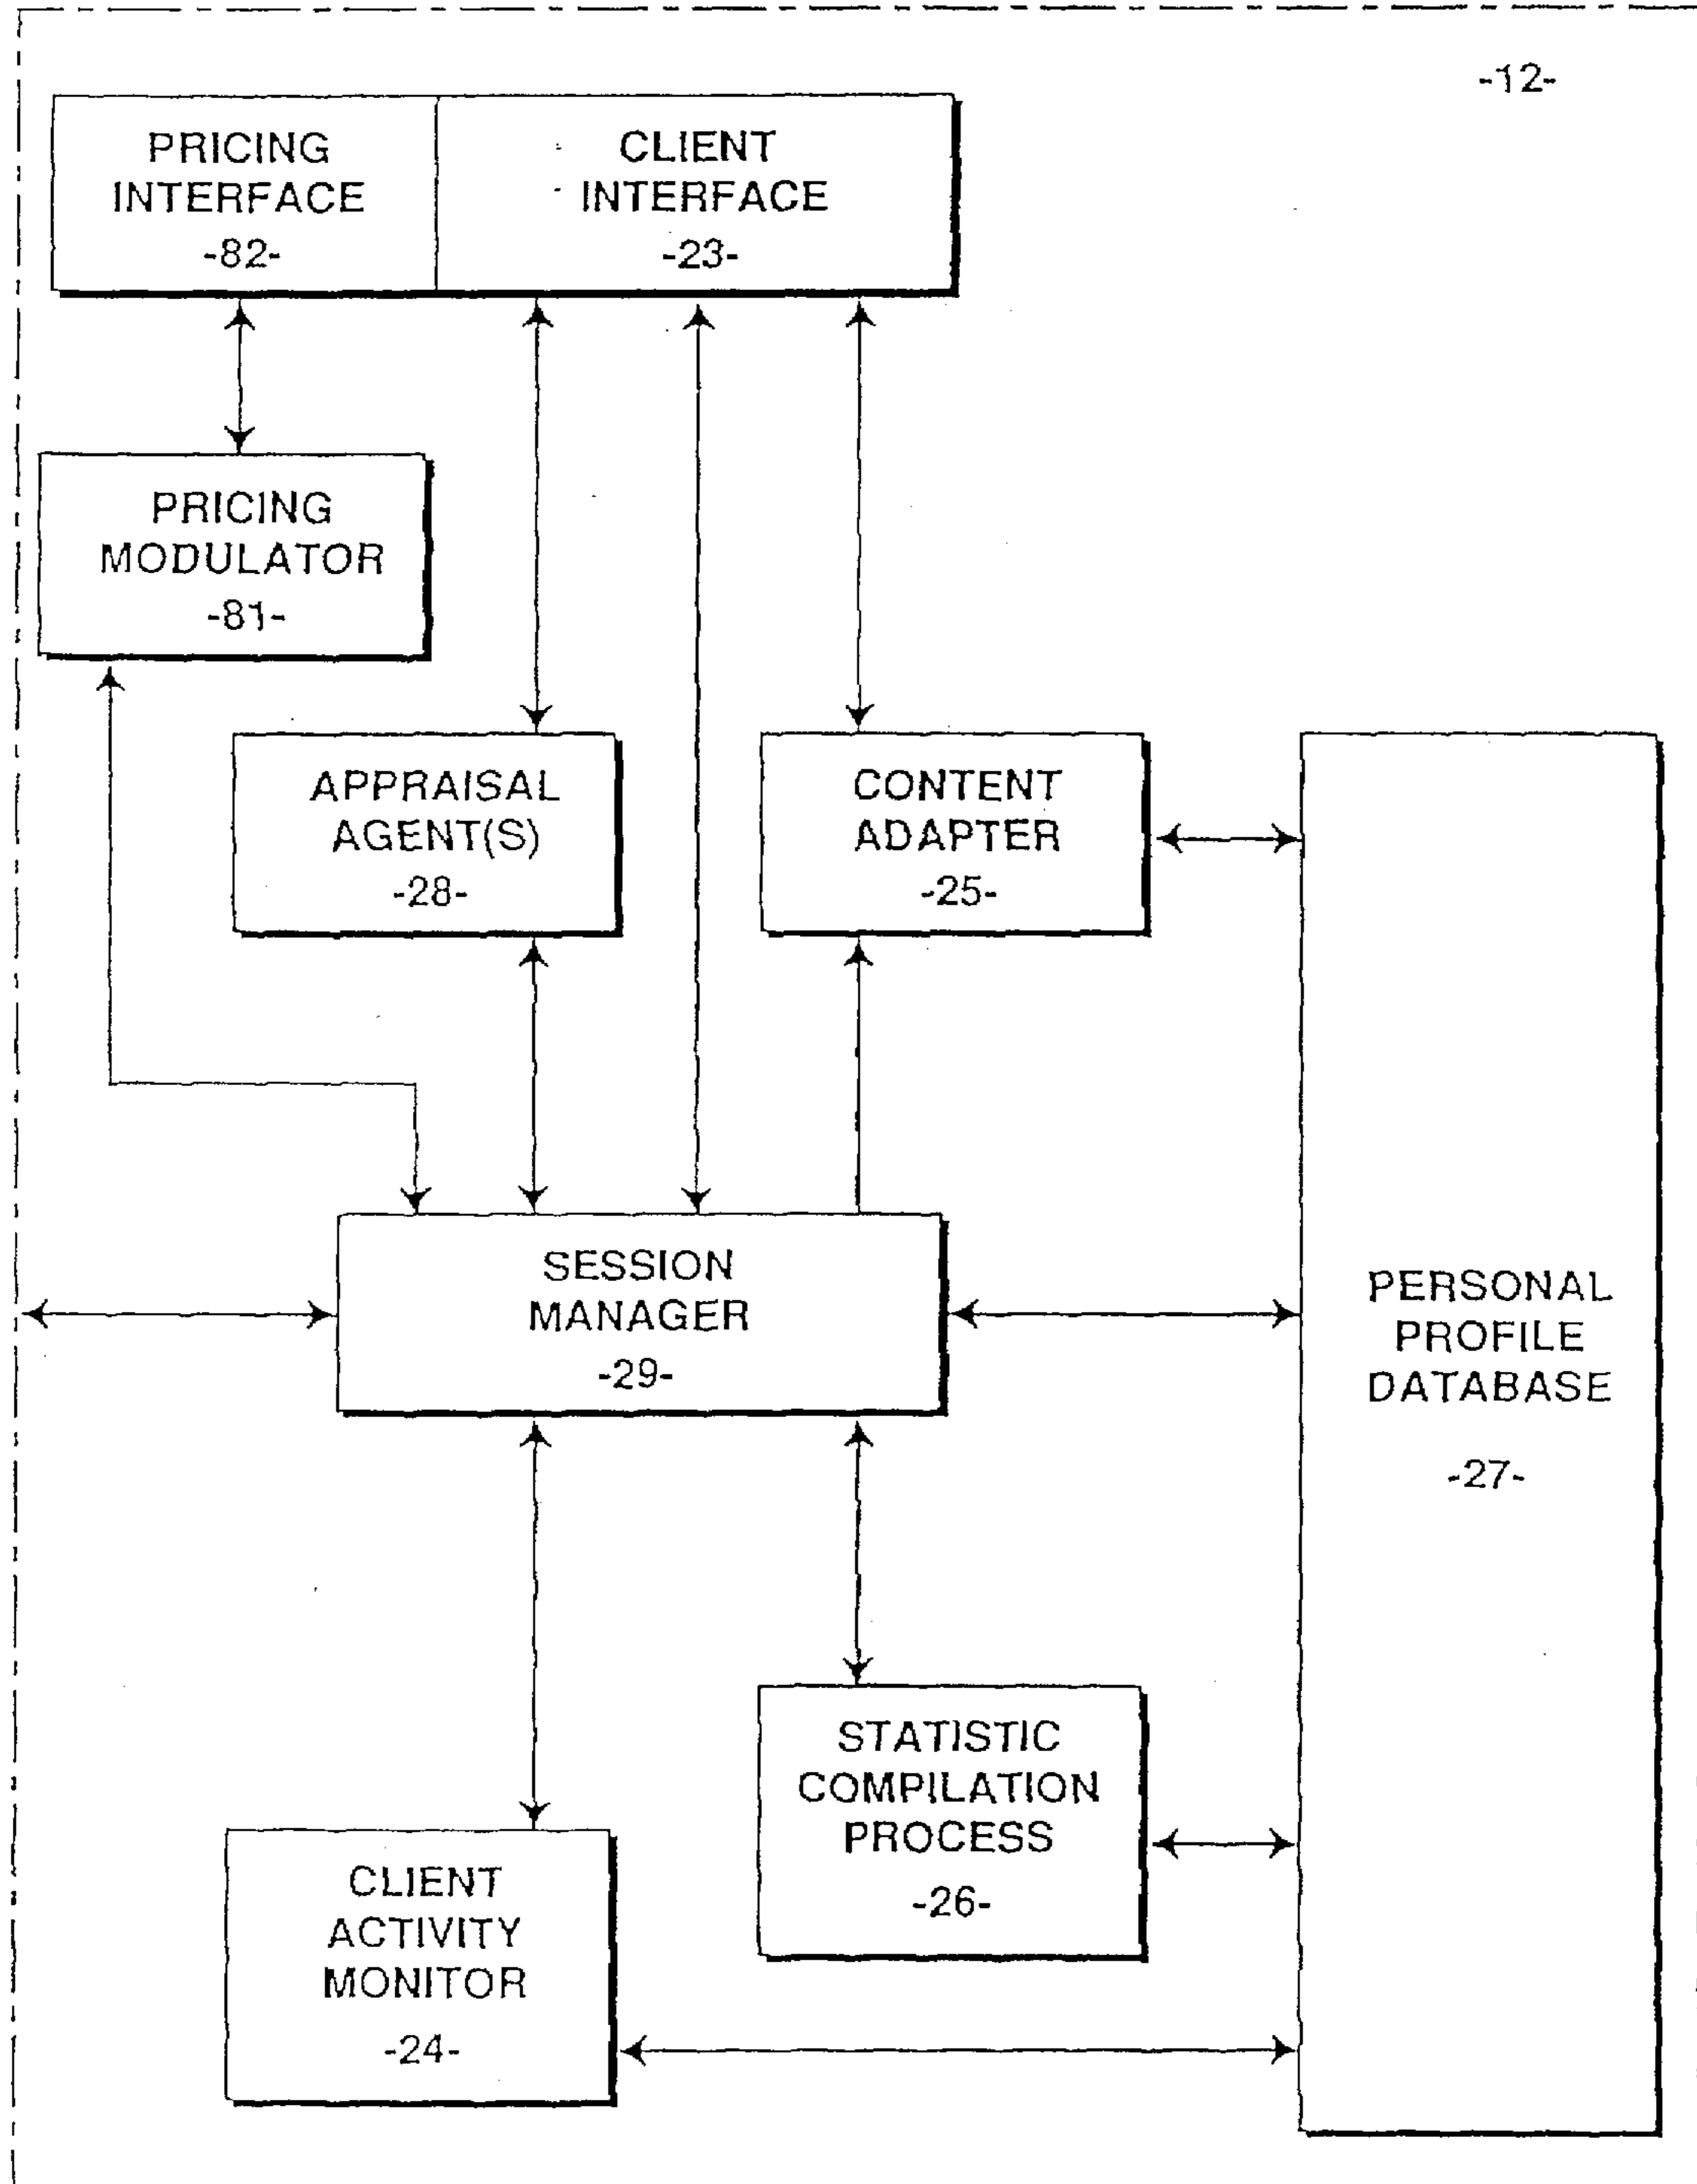 -12-
PRICING
INTERFACE
-82-
CLIENT
INTERFACE
-23-
PRICING
MODULATOR
-81-
APPRAISAL
AGENT(S)
-28-
CONTENT
ADAPTER
-25-
SESSION
MANAGER
-29-
PERSONAL
PROFILE
DATABASE
-27-
STATISTIC
COMPILATION
PROCESS
-26-
CLIENT
ACTIVITY
MONITOR
-24-